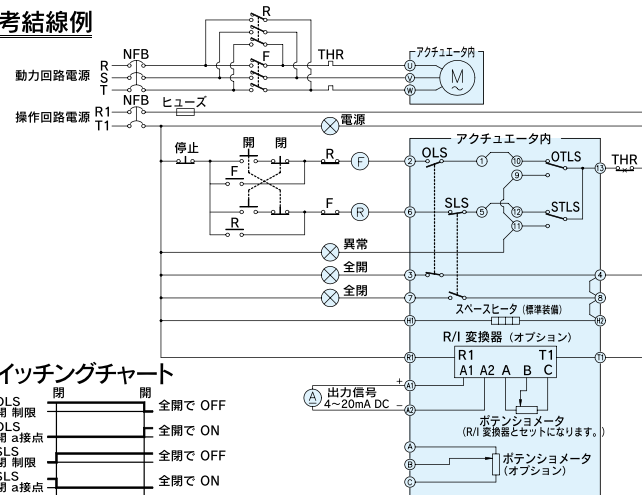 考結線例
R
THR
アクチュエータ内
動力回路電源
R
S
T
NFB
F
U
V
W
M
操作回路電源
R1
T1
NFB
ヒューズ
電源
停止
開
閉
R
F
F
R
F
R
異常
全開
全閉
アクチュエータ内
2
OLS
1
10
OTLS
13
THR
9
6
SLS
5
12
STLS
11
3
4
7
8
スペースヒータ (標準装備)
H1
H2
R/I 変換器 (オプション)
R1
R1
T1
T1
A1 A2 A B C
出力信号
4~20mA DC
A
+
−
A1
A2
ポテンショメータ
(R/I 変換器とセットになります。)
A
B
C
ポテンショメータ
(オプション)
イッチングチャート
閉
開
OLS
開 制限
全開で OFF
OLS
開 a接点
全開で ON
SLS
閉 制限
全閉で OFF
SLS
閉 a接点
全閉で ON